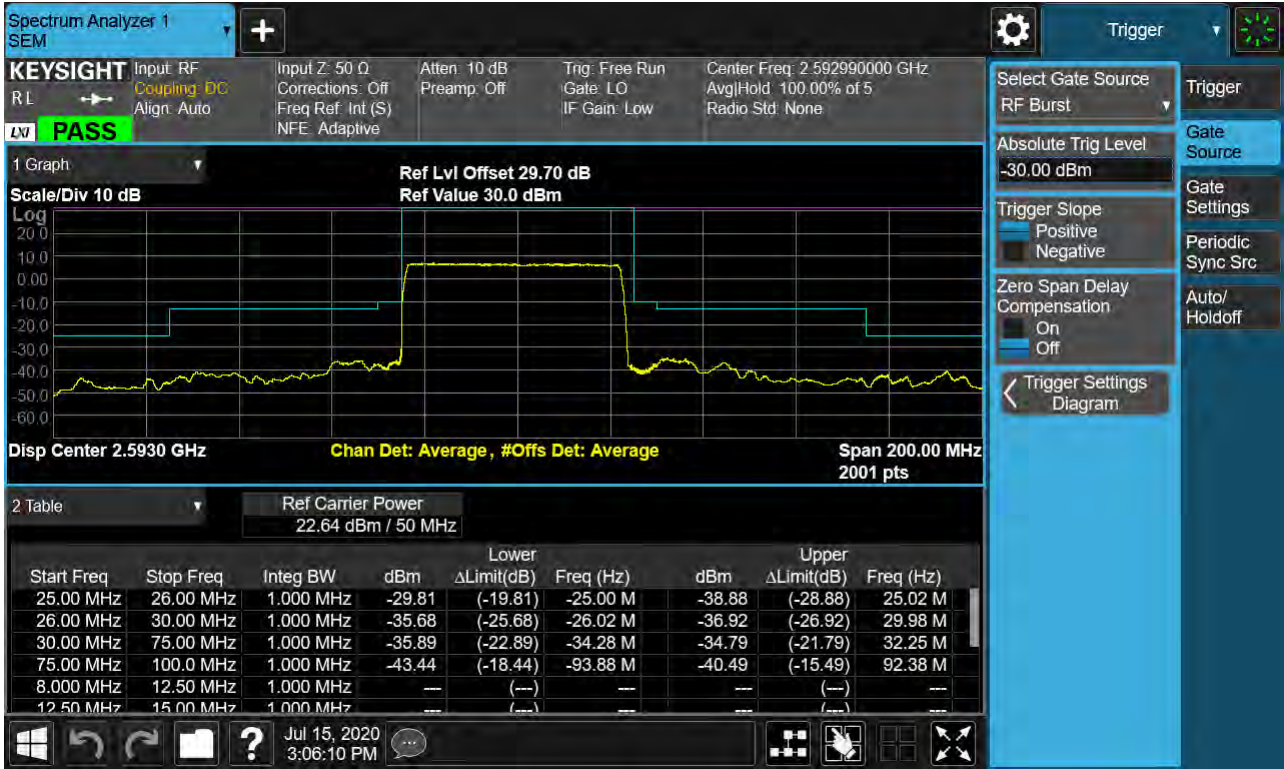 Spectrum Analyzer 1
SEM
Trigger
KEYSIGHT
R L
LXI
PASS
Input: RF
Coupling: DC
Align: Auto
Input Z: 50 Ω
Corrections: Off
Freq Ref: Int (S)
NFE: Adaptive
Atten: 10 dB
Preamp: Off
Trig: Free Run
Gate: LO
IF Gain: Low
Center Freq: 2.592990000 GHz
Avg|Hold: 100.00% of 5
Radio Std: None
1 Graph
Scale/Div 10 dB
Ref Lvl Offset 29.70 dB
Ref Value 30.0 dBm
Log
20.0
10.0
0.00
-10.0
-20.0
-30.0
-40.0
-50.0
-60.0
Disp Center 2.5930 GHz
Chan Det: Average, #Offs Det: Average
Span 200.00 MHz
2001 pts
2 Table
Ref Carrier Power
22.64 dBm / 50 MHz
Lower Upper
Start Freq Stop Freq Integ BW dBm ΔLimit(dB) Freq (Hz) dBm ΔLimit(dB) Freq (Hz)
25.00 MHz 26.00 MHz 1.000 MHz -29.81 (-19.81) -25.00 M -38.88 (-28.88) 25.02 M
26.00 MHz 30.00 MHz 1.000 MHz -35.68 (-25.68) -26.02 M -36.92 (-26.92) 29.98 M
30.00 MHz 75.00 MHz 1.000 MHz -35.89 (-22.89) -34.28 M -34.79 (-21.79) 32.25 M
75.00 MHz 100.0 MHz 1.000 MHz -43.44 (-18.44) -93.88 M -40.49 (-15.49) 92.38 M
8.000 MHz 12.50 MHz 1.000 MHz --- (---) --- --- (---) ---
12.50 MHz 15.00 MHz 1.000 MHz --- (---) --- --- (---) ---
Jul 15, 2020
3:06:10 PM
Select Gate Source
RF Burst
Absolute Trig Level
-30.00 dBm
Trigger Slope
Positive
Negative
Zero Span Delay
Compensation
On
Off
Trigger Settings
Diagram
Trigger
Gate
Source
Gate
Settings
Periodic
Sync Src
Auto/
Holdoff